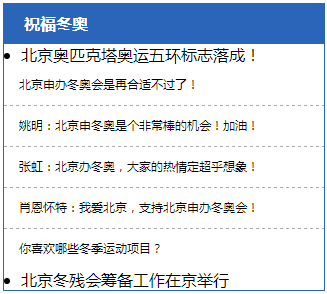 祝福冬奥
北京奥匹克塔奥运五环标志落成！
北京申办冬奥会是再合适不过了！
姚明：北京申冬奥是个非常棒的机会！加油！
张虹：北京办冬奥，大家的热情定超乎想象！
肖恩怀特：我爱北京，支持北京申办冬奥会！
你喜欢哪些冬季运动项目？
北京冬残会筹备工作在京举行